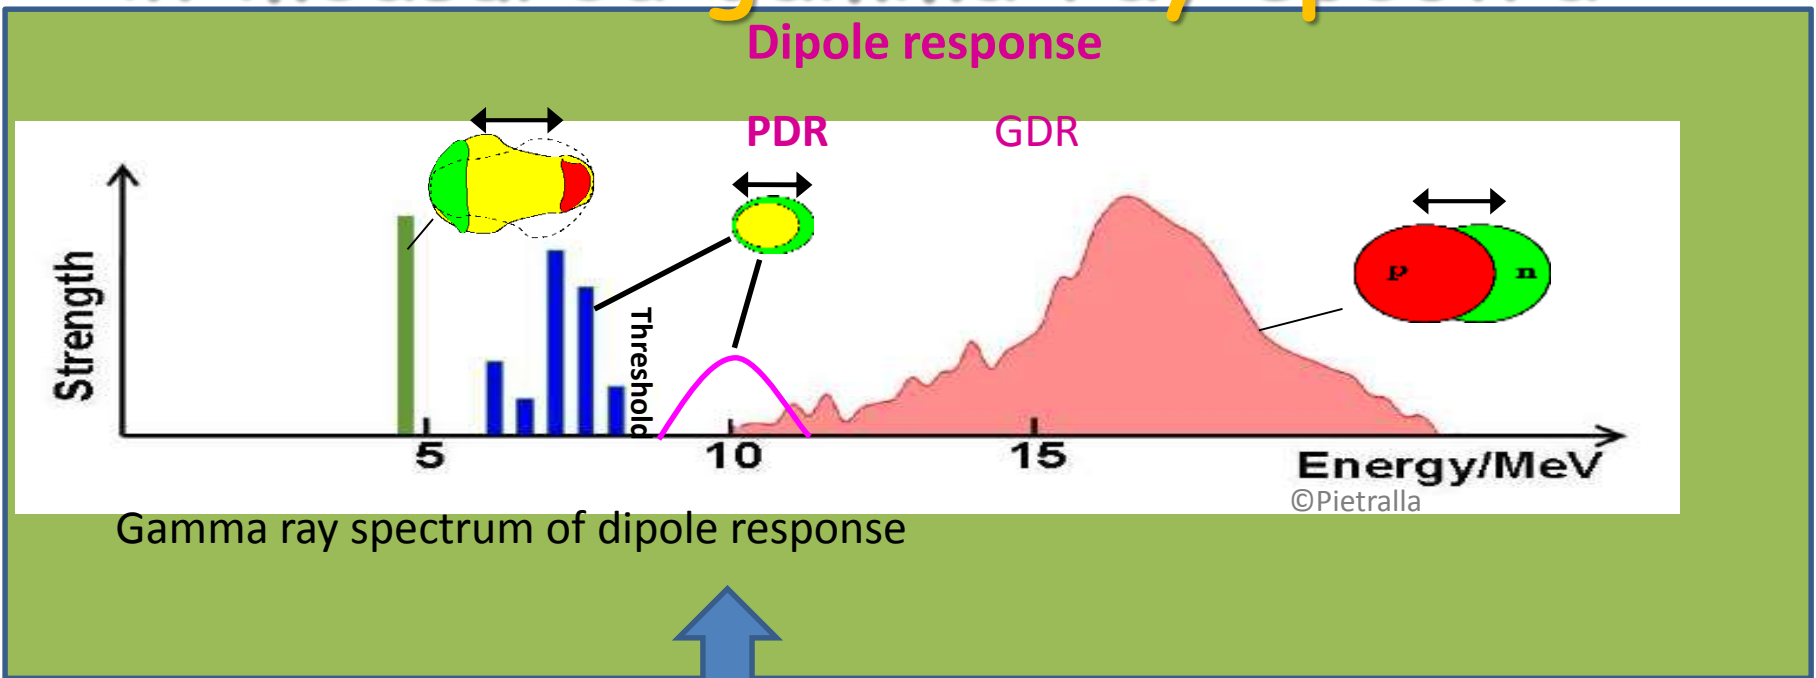 Dipole response
PDR GDR
p n
Strength
Threshold
5 10 15
Energy/MeV
©Pietralla
Gamma ray spectrum of dipole response